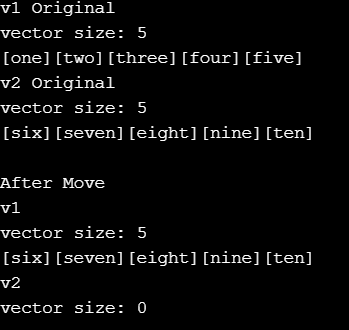 v1 Original
vector size: 5
[one][two][three][four][five]
v2 Original
vector size: 5
[six][seven][eight][nine][ten]

After Move
v1
vector size: 5
[six][seven][eight][nine][ten]
v2
vector size: 0